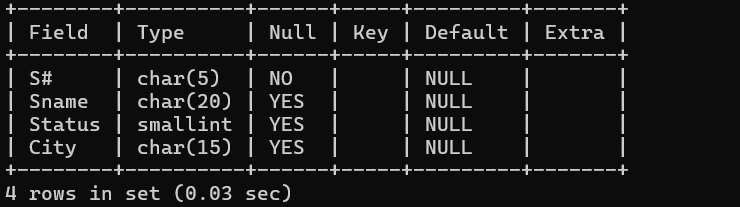 +--------+----------+------+-----+---------+-------+
| Field  | Type     | Null | Key | Default | Extra |
+--------+----------+------+-----+---------+-------+
| S#     | char(5)  | NO   |     | NULL    |       |
| Sname  | char(20) | YES  |     | NULL    |       |
| Status | smallint | YES  |     | NULL    |       |
| City   | char(15) | YES  |     | NULL    |       |
+--------+----------+------+-----+---------+-------+
4 rows in set (0.03 sec)